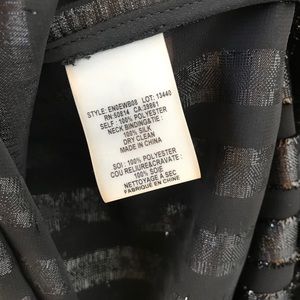 STYLE: EN6EWB08 LOT: 13440
RN:50814 CA:38681
SELF : 100% POLYESTER
NECK BINDING&TIE :
100% SILK
DRY CLEAN
MADE IN CHINA
SOI : 100% POLYESTER
COU RELIURE&CRAVATE :
100% SOIE
NETTOYAGE A SEC
FABRIQUE EN CHINE